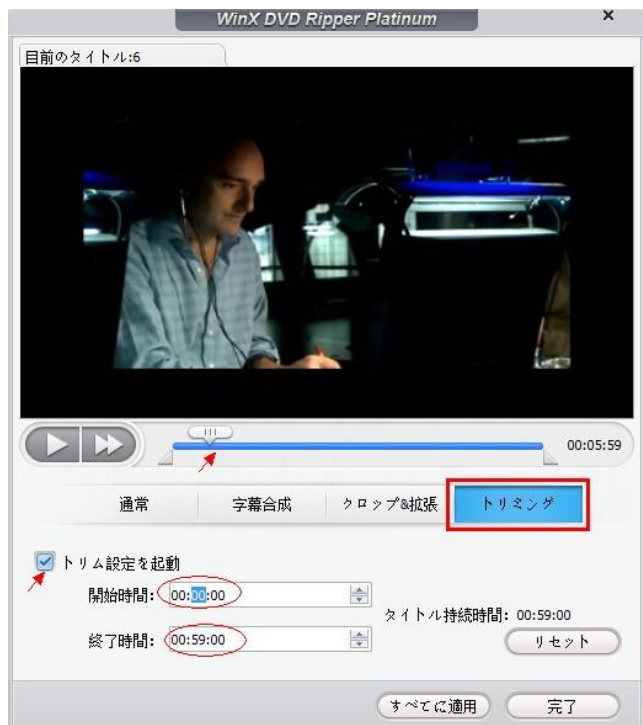 WinX DVD Ripper Platinum
×
目前のタイトル:6
00:05:59
通常 字幕合成 クロップ&拡張 トリミング
トリム設定を起動
開始時間: 00:00:00
タイトル持続時間: 00:59:00
終了時間: 00:59:00
リセット
すべてに適用 完了